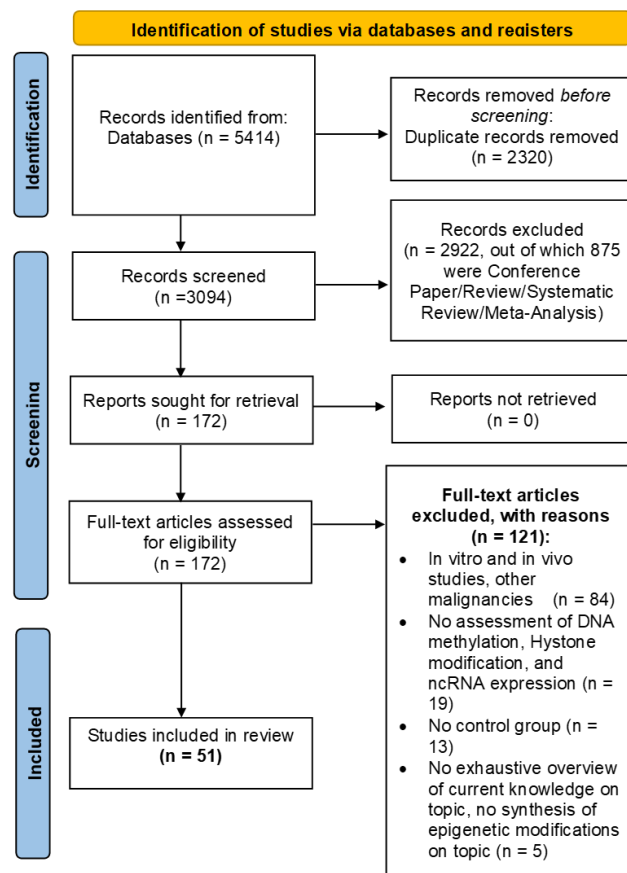 Identification of studies via databases and registers
Identification
Records identified from:
Databases (n = 5414)
Records removed before
screening:
Duplicate records removed
(n = 2320)
Screening
Records screened
(n =3094)
Records excluded
(n = 2922, out of which 875
were Conference
Paper/Review/Systematic
Review/Meta-Analysis)
Reports sought for retrieval
(n = 172)
Reports not retrieved
(n = 0)
Full-text articles assessed
for eligibility
(n = 172)
Full-text articles
excluded, with reasons
(n = 121):
• In vitro and in vivo
studies, other
malignancies (n = 84)
• No assessment of DNA
methylation, Hystone
modification, and
ncRNA expression (n =
19)
• No control group (n =
13)
• No exhaustive overview
of current knowledge on
topic, no synthesis of
epigenetic modifications
on topic (n = 5)
Included
Studies included in review
(n = 51)